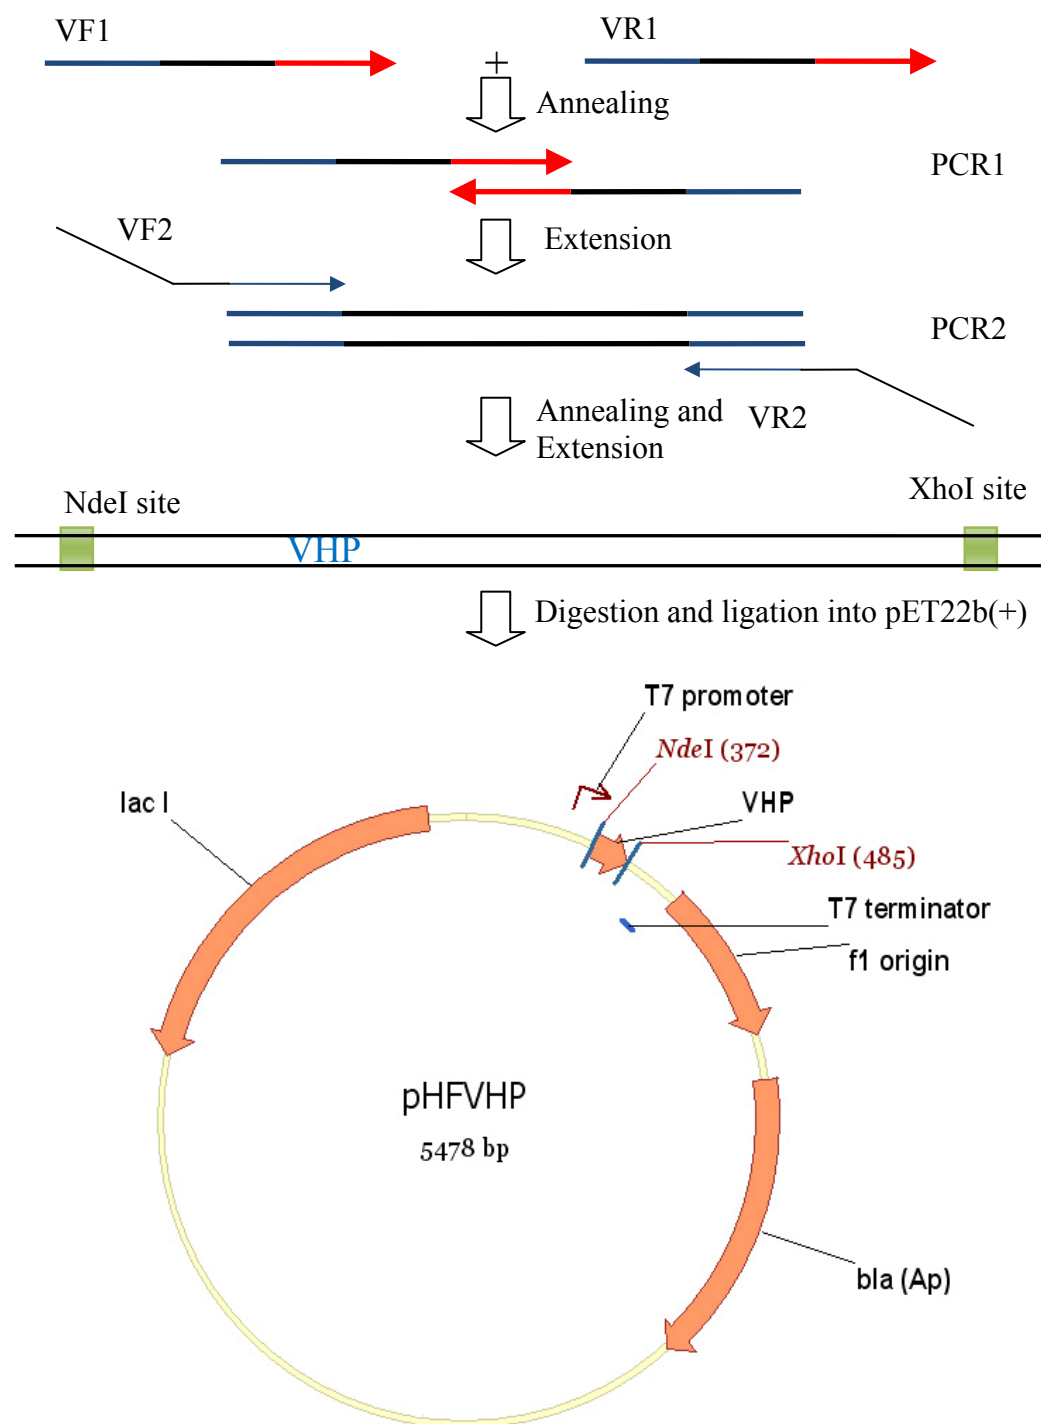 VF1
VR1
+
Annealing
PCR1
VF2
Extension
PCR2
Annealing and
Extension
VR2
NdeI site
XhoI site
VHP
Digestion and ligation into pET22b(+)
T7 promoter
NdeI (372)
lac I
VHP
XhoI (485)
T7 terminator
f1 origin
pHFVHP
5478 bp
bla (Ap)